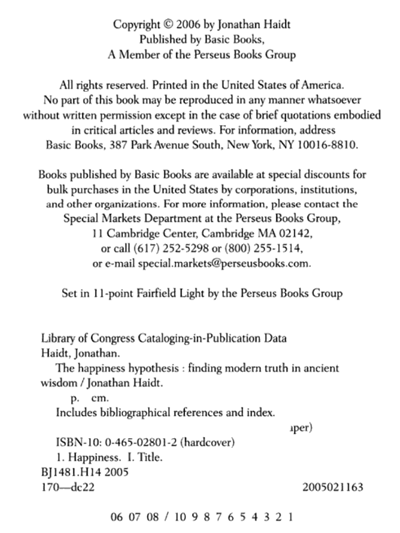 Copyright © 2006 by Jonathan Haidt
Published by Basic Books,
A Member of the Perseus Books Group
All rights reserved. Printed in the United States of America.
No part of this book may be reproduced in any manner whatsoever
without written permission except in the case of brief quotations embodied
in critical articles and reviews. For information, address
Basic Books, 387 Park Avenue South, New York, NY 10016-8810.
Books published by Basic Books are available at special discounts for
bulk purchases in the United States by corporations, institutions,
and other organizations. For more information, please contact the
Special Markets Department at the Perseus Books Group,
11 Cambridge Center, Cambridge MA 02142,
or call (617) 252-5298 or (800) 255-1514,
or e-mail special.markets@perseusbooks.com.
Set in 11-point Fairfield Light by the Perseus Books Group
Library of Congress Cataloging-in-Publication Data
Haidt, Jonathan.
The happiness hypothesis : finding modern truth in ancient
wisdom / Jonathan Haidt.
p. cm.
Includes bibliographical references and index.
ISBN-10: 0-465-02801-2 (hardcover)
1. Happiness. I. Title.
BJ1481.H14 2005
170—dc22 2005021163
06 07 08 / 10 9 8 7 6 5 4 3 2 1